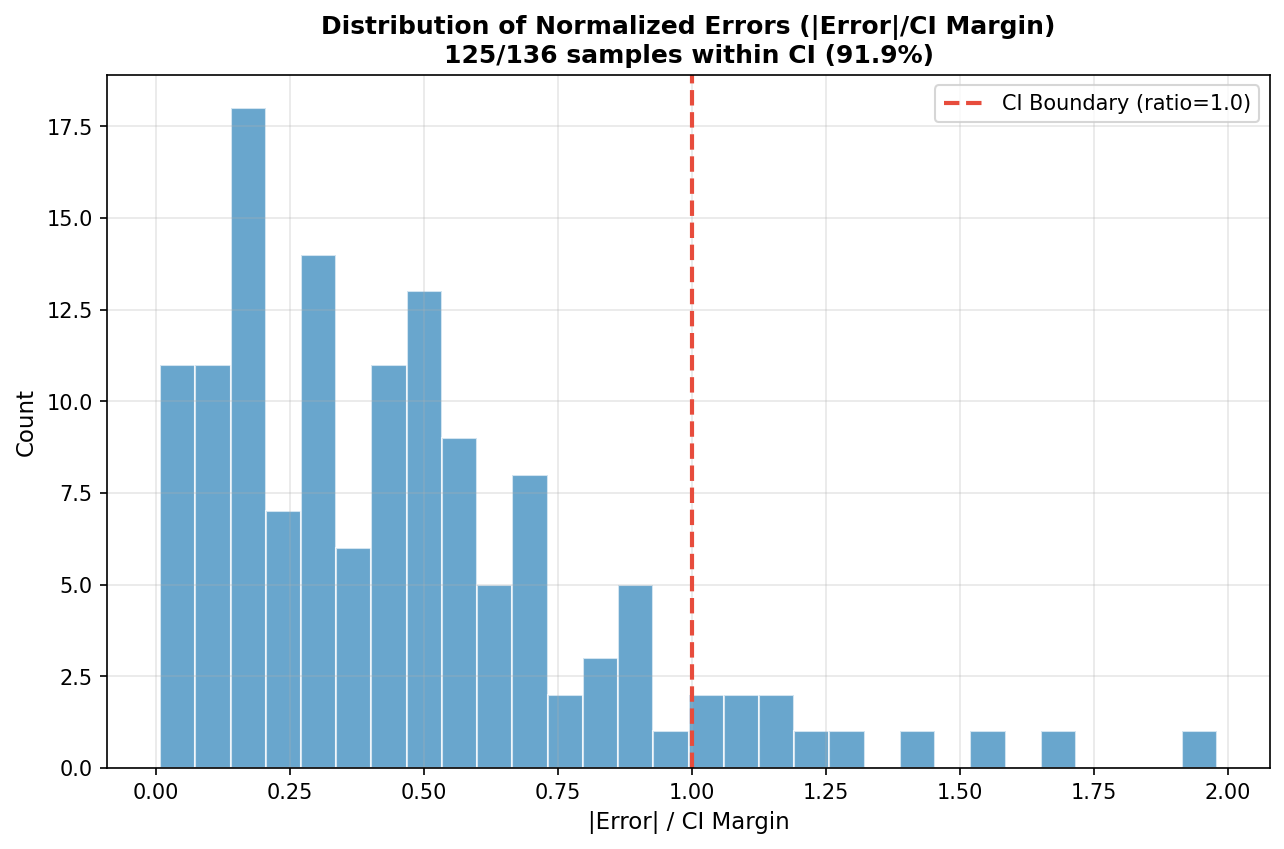 Distribution of Normalized Errors (|Error|/CI Margin)
125/136 samples within CI (91.9%)
CI Boundary (ratio=1.0)
17.5
15.0
12.5
10.0
7.5
5.0
2.5
0.0
Count
0.00 0.25 0.50 0.75 1.00 1.25 1.50 1.75 2.00
|Error| / CI Margin